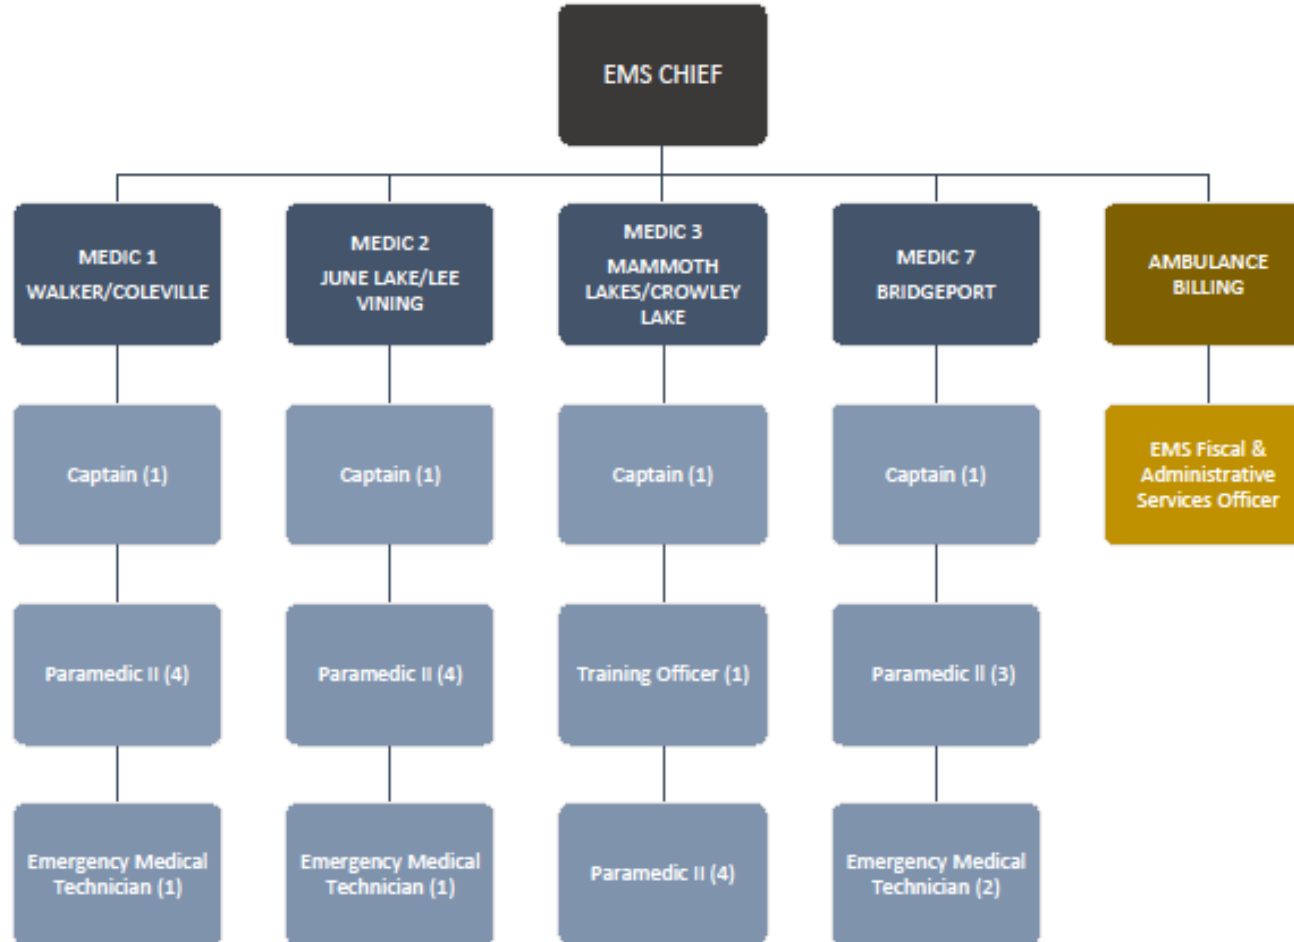 EMS CHIEF
MEDIC 1
WALKER/COLEVILLE
MEDIC 2
JUNE LAKE/LEE
VINING
MEDIC 3
MAMMOTH
LAKES/CROWLEY
LAKE
MEDIC 7
BRIDGEPORT
AMBULANCE
BILLING
Captain (1)
Captain (1)
Captain (1)
Captain (1)
EMS Fiscal &
Administrative
Services Officer
Paramedic II (4)
Paramedic II (4)
Training Officer (1)
Paramedic ll (3)
Emergency Medical
Technician (1)
Emergency Medical
Technician (1)
Paramedic II (4)
Emergency Medical
Technician (2)